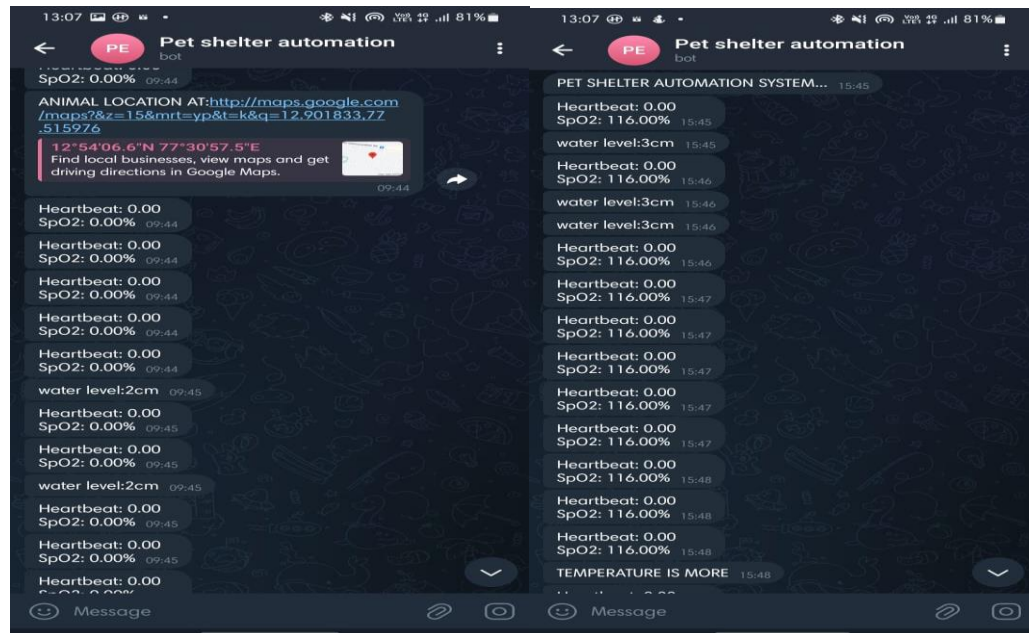 13:07
81%
PE
Pet shelter automation
bot
SpO2: 0.00% 09:44
ANIMAL LOCATION AT:http://maps.google.com
/maps?&z=15&mrt=yp&t=k&q=12.901833,77
.515976
12°54'06.6"N 77°30'57.5"E
Find local businesses, view maps and get
driving directions in Google Maps.
09:44
Heartbeat: 0.00
SpO2: 0.00% 09:44
Heartbeat: 0.00
SpO2: 0.00% 09:44
Heartbeat: 0.00
SpO2: 0.00% 09:44
Heartbeat: 0.00
SpO2: 0.00% 09:44
Heartbeat: 0.00
SpO2: 0.00% 09:44
water level:2cm 09:45
Heartbeat: 0.00
SpO2: 0.00% 09:45
Heartbeat: 0.00
SpO2: 0.00% 09:45
water level:2cm 09:45
Heartbeat: 0.00
SpO2: 0.00% 09:45
Heartbeat: 0.00
SpO2: 0.00% 09:45
Heartbeat: 0.00
Message
13:07
81%
PE
Pet shelter automation
bot
PET SHELTER AUTOMATION SYSTEM... 15:45
Heartbeat: 0.00
SpO2: 116.00% 15:45
water level:3cm 15:45
Heartbeat: 0.00
SpO2: 116.00% 15:46
water level:3cm 15:46
water level:3cm 15:46
Heartbeat: 0.00
SpO2: 116.00% 15:46
Heartbeat: 0.00
SpO2: 116.00% 15:47
Heartbeat: 0.00
SpO2: 116.00% 15:47
Heartbeat: 0.00
SpO2: 116.00% 15:47
Heartbeat: 0.00
SpO2: 116.00% 15:47
Heartbeat: 0.00
SpO2: 116.00% 15:47
Heartbeat: 0.00
SpO2: 116.00% 15:48
Heartbeat: 0.00
SpO2: 116.00% 15:48
Heartbeat: 0.00
SpO2: 116.00% 15:48
TEMPERATURE IS MORE 15:48
Message